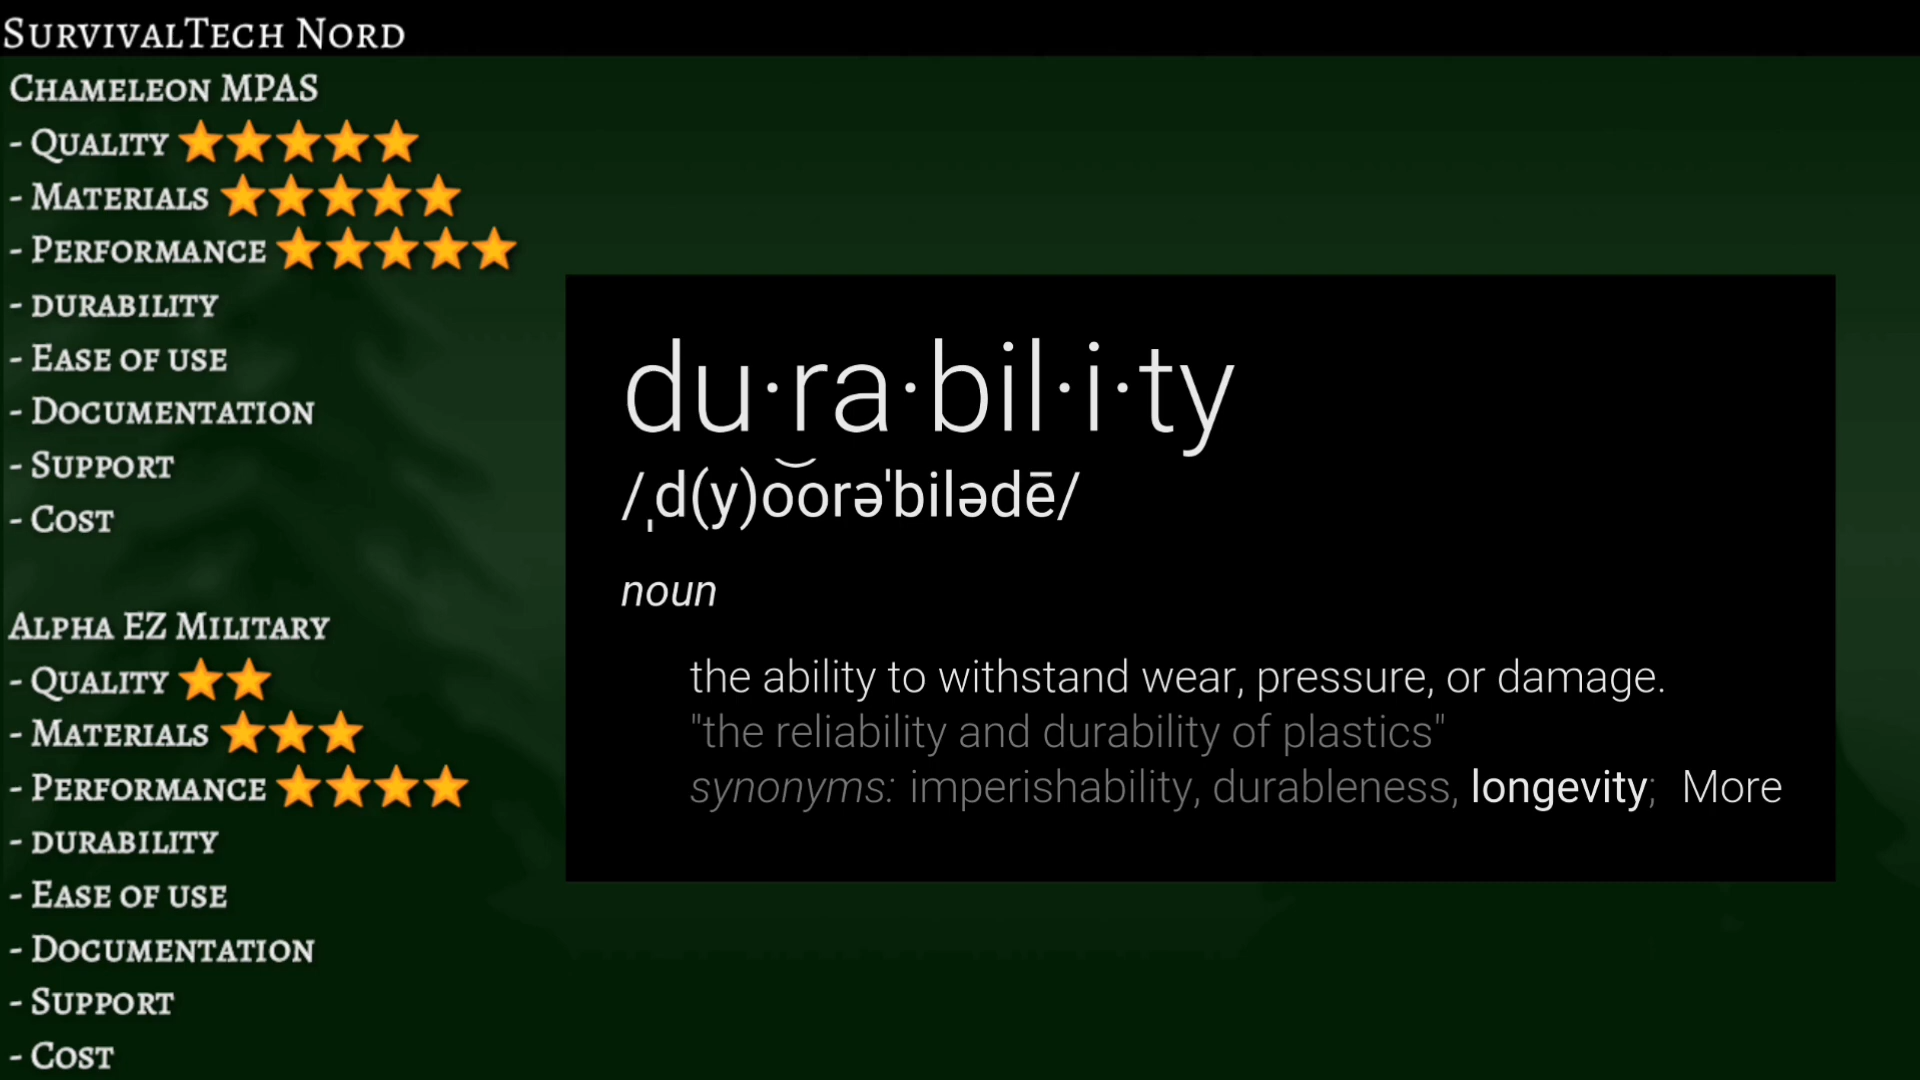 SurvivalTech Nord
Chameleon MPAS
- Quality ⭐⭐⭐⭐⭐
- Materials ⭐⭐⭐⭐⭐
- Performance ⭐⭐⭐⭐⭐
- durability
- Ease of use
- Documentation
- Support
- Cost
Alpha EZ Military
- Quality ⭐⭐
- Materials ⭐⭐⭐
- Performance ⭐⭐⭐⭐
- durability
- Ease of use
- Documentation
- Support
- Cost
du·ra·bil·i·ty
/ˌd(y)o͝orəˈbilədē/
noun
the ability to withstand wear, pressure, or damage.
"the reliability and durability of plastics"
synonyms: imperishability, durableness, longevity; More